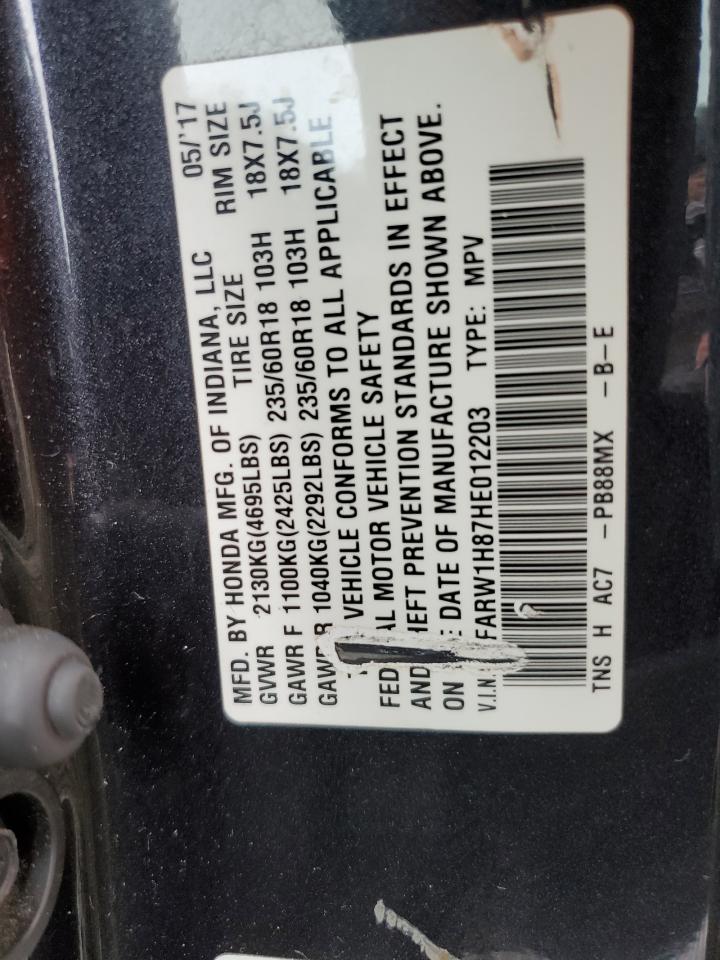 MFD. BY HONDA MFG. OF INDIANA, LLC 05/'17
GVWR 2130KG(4695LBS) TIRE SIZE RIM SIZE
GAWR F 1100KG(2425LBS) 235/60R18 103H 18X7.5J
GAWR R 1040KG(2292LBS) 235/60R18 103H 18X7.5J
VEHICLE CONFORMS TO ALL APPLICABLE
FED AL MOTOR VEHICLE SAFETY
AND HEFT PREVENTION STANDARDS IN EFFECT
ON E DATE OF MANUFACTURE SHOWN ABOVE.
V.I.N. FARW1H87HE012203 TYPE: MPV
TNS H AC7 -PB88MX -B-E